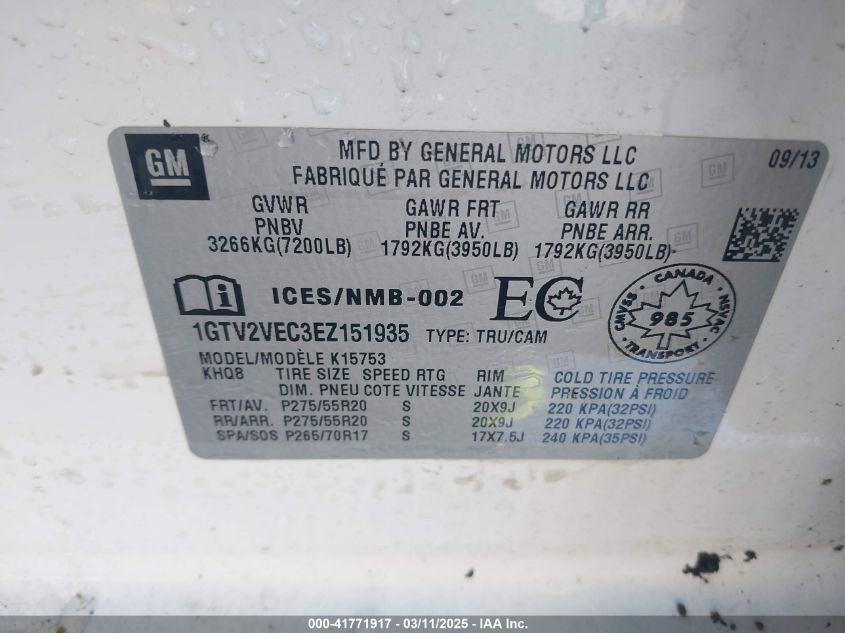 GM
MFD BY GENERAL MOTORS LLC 09/13
FABRIQUÉ PAR GENERAL MOTORS LLC
GVWR GAWR FRT GAWR RR
PNBV PNBE AV. PNBE ARR.
3266KG(7200LB) 1792KG(3950LB) 1792KG(3950LB)
ICES/NMB-002 EC
CANADA
CMVSS NSVAC
985
1GTV2VEC3EZ151935 TYPE: TRU/CAM
MODEL/MODÈLE K15753
KHQ8 TIRE SIZE SPEED RTG RIM COLD TIRE PRESSURE
DIM. PNEU COTE VITESSE JANTE PRESSION À FROID
FRT/AV. P275/55R20 S 20X9J 220 KPA(32PSI)
RR/ARR. P275/55R20 S 20X9J 220 KPA(32PSI)
SPA/SOS P265/70R17 S 17X7.5J 240 KPA(35PSI)
000-41771917 - 03/11/2025 - IAA Inc.